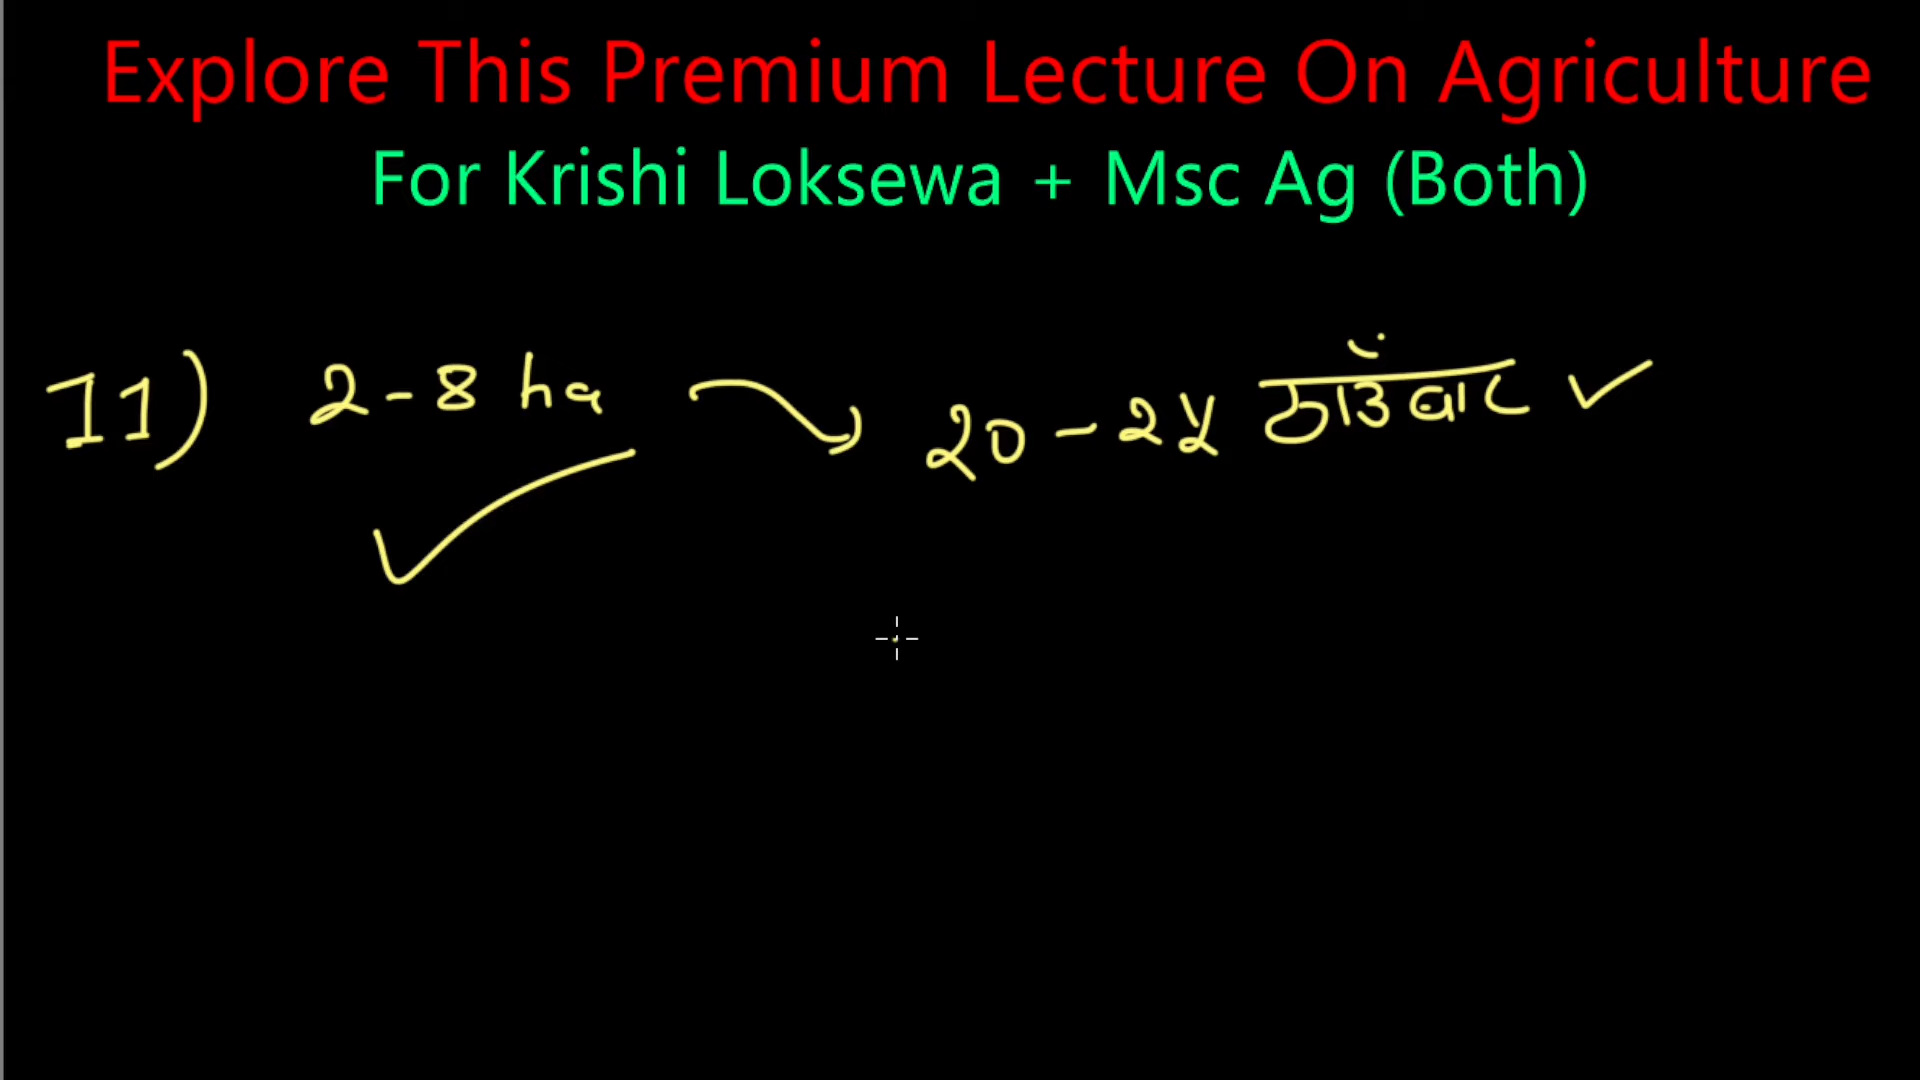 Explore This Premium Lecture On Agriculture
For Krishi Loksewa + Msc Ag (Both)
11) 2-8 ha २० - २५ ठाउँबाट